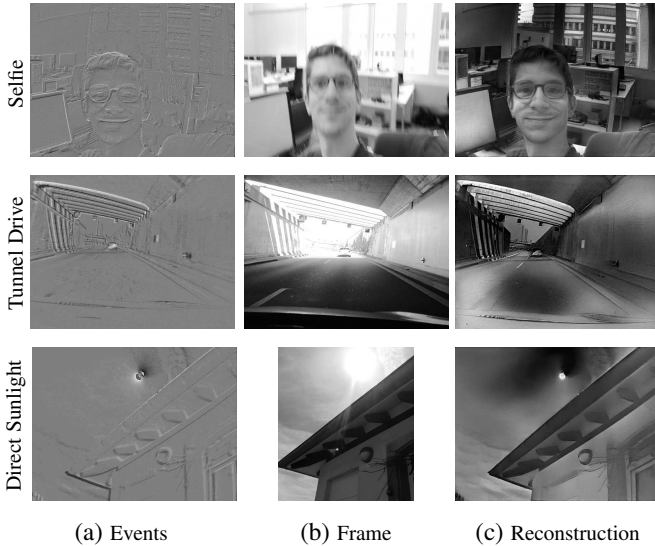 Selfie
Tunnel Drive
Direct Sunlight
(a) Events
(b) Frame
(c) Reconstruction